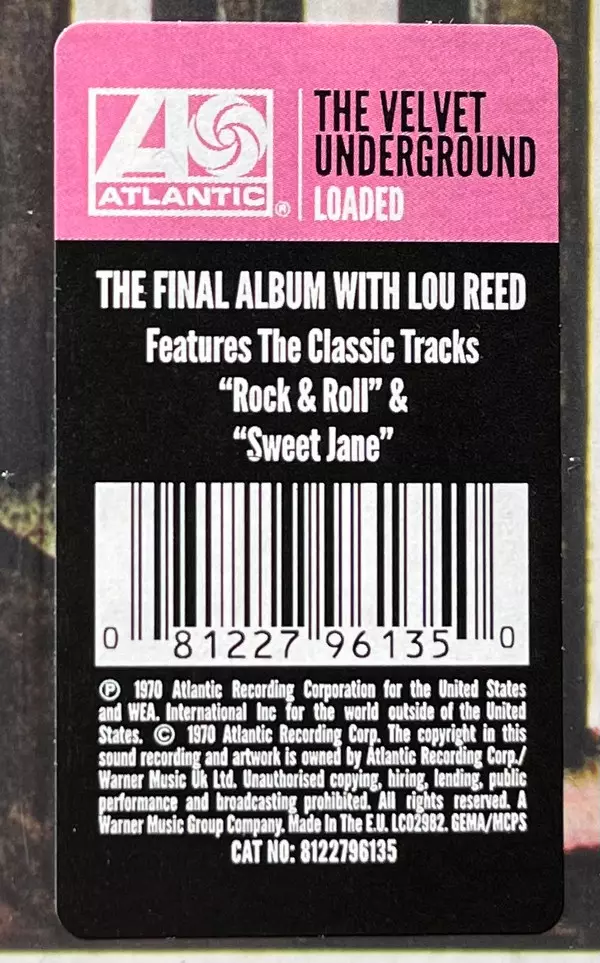 ATLANTIC®
THE VELVET
UNDERGROUND
LOADED
THE FINAL ALBUM WITH LOU REED
Features The Classic Tracks
“Rock & Roll” &
“Sweet Jane”
0 81227 96135 0
℗ 1970 Atlantic Recording Corporation for the United States
and WEA. International Inc for the world outside of the United
States. © 1970 Atlantic Recording Corp. The copyright in this
sound recording and artwork is owned by Atlantic Recording Corp./
Warner Music Uk Ltd. Unauthorised copying, hiring, lending, public
performance and broadcasting prohibited. All rights reserved. A
Warner Music Group Company. Made In The E.U. LC02982. GEMA/MCPS
CAT NO: 8122796135